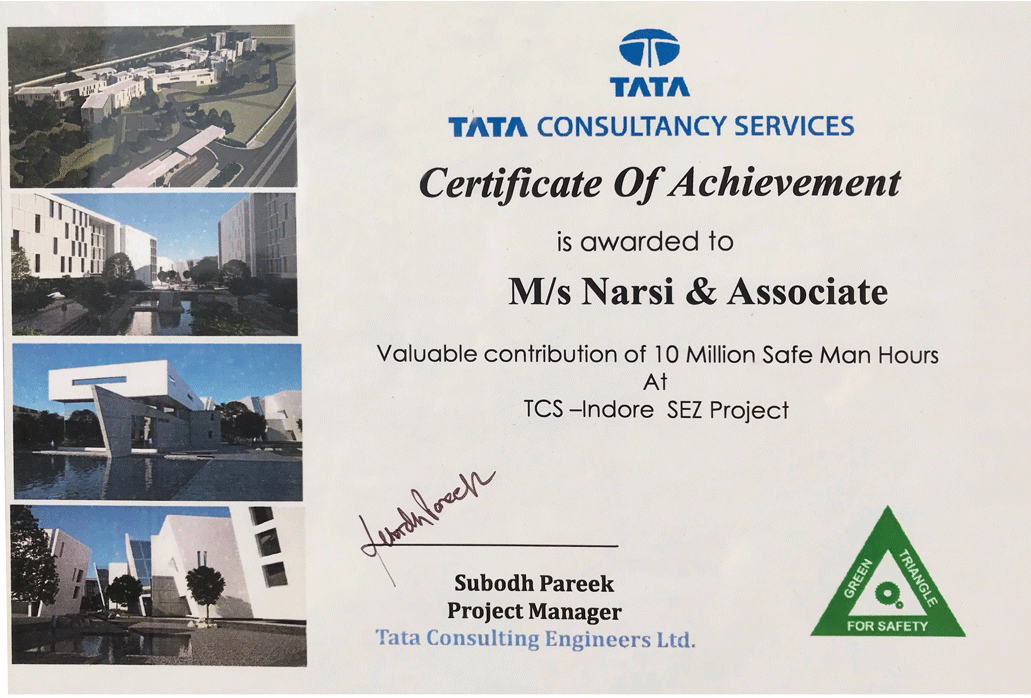 TATA
TATA CONSULTANCY SERVICES
Certificate Of Achievement
is awarded to
M/s Narsi & Associate
Valuable contribution of 10 Million Safe Man Hours
At
TCS –Indore SEZ Project
Subodh Pareek
Subodh Pareek
Project Manager
Tata Consulting Engineers Ltd.
GREEN TRIANGLE
FOR SAFETY